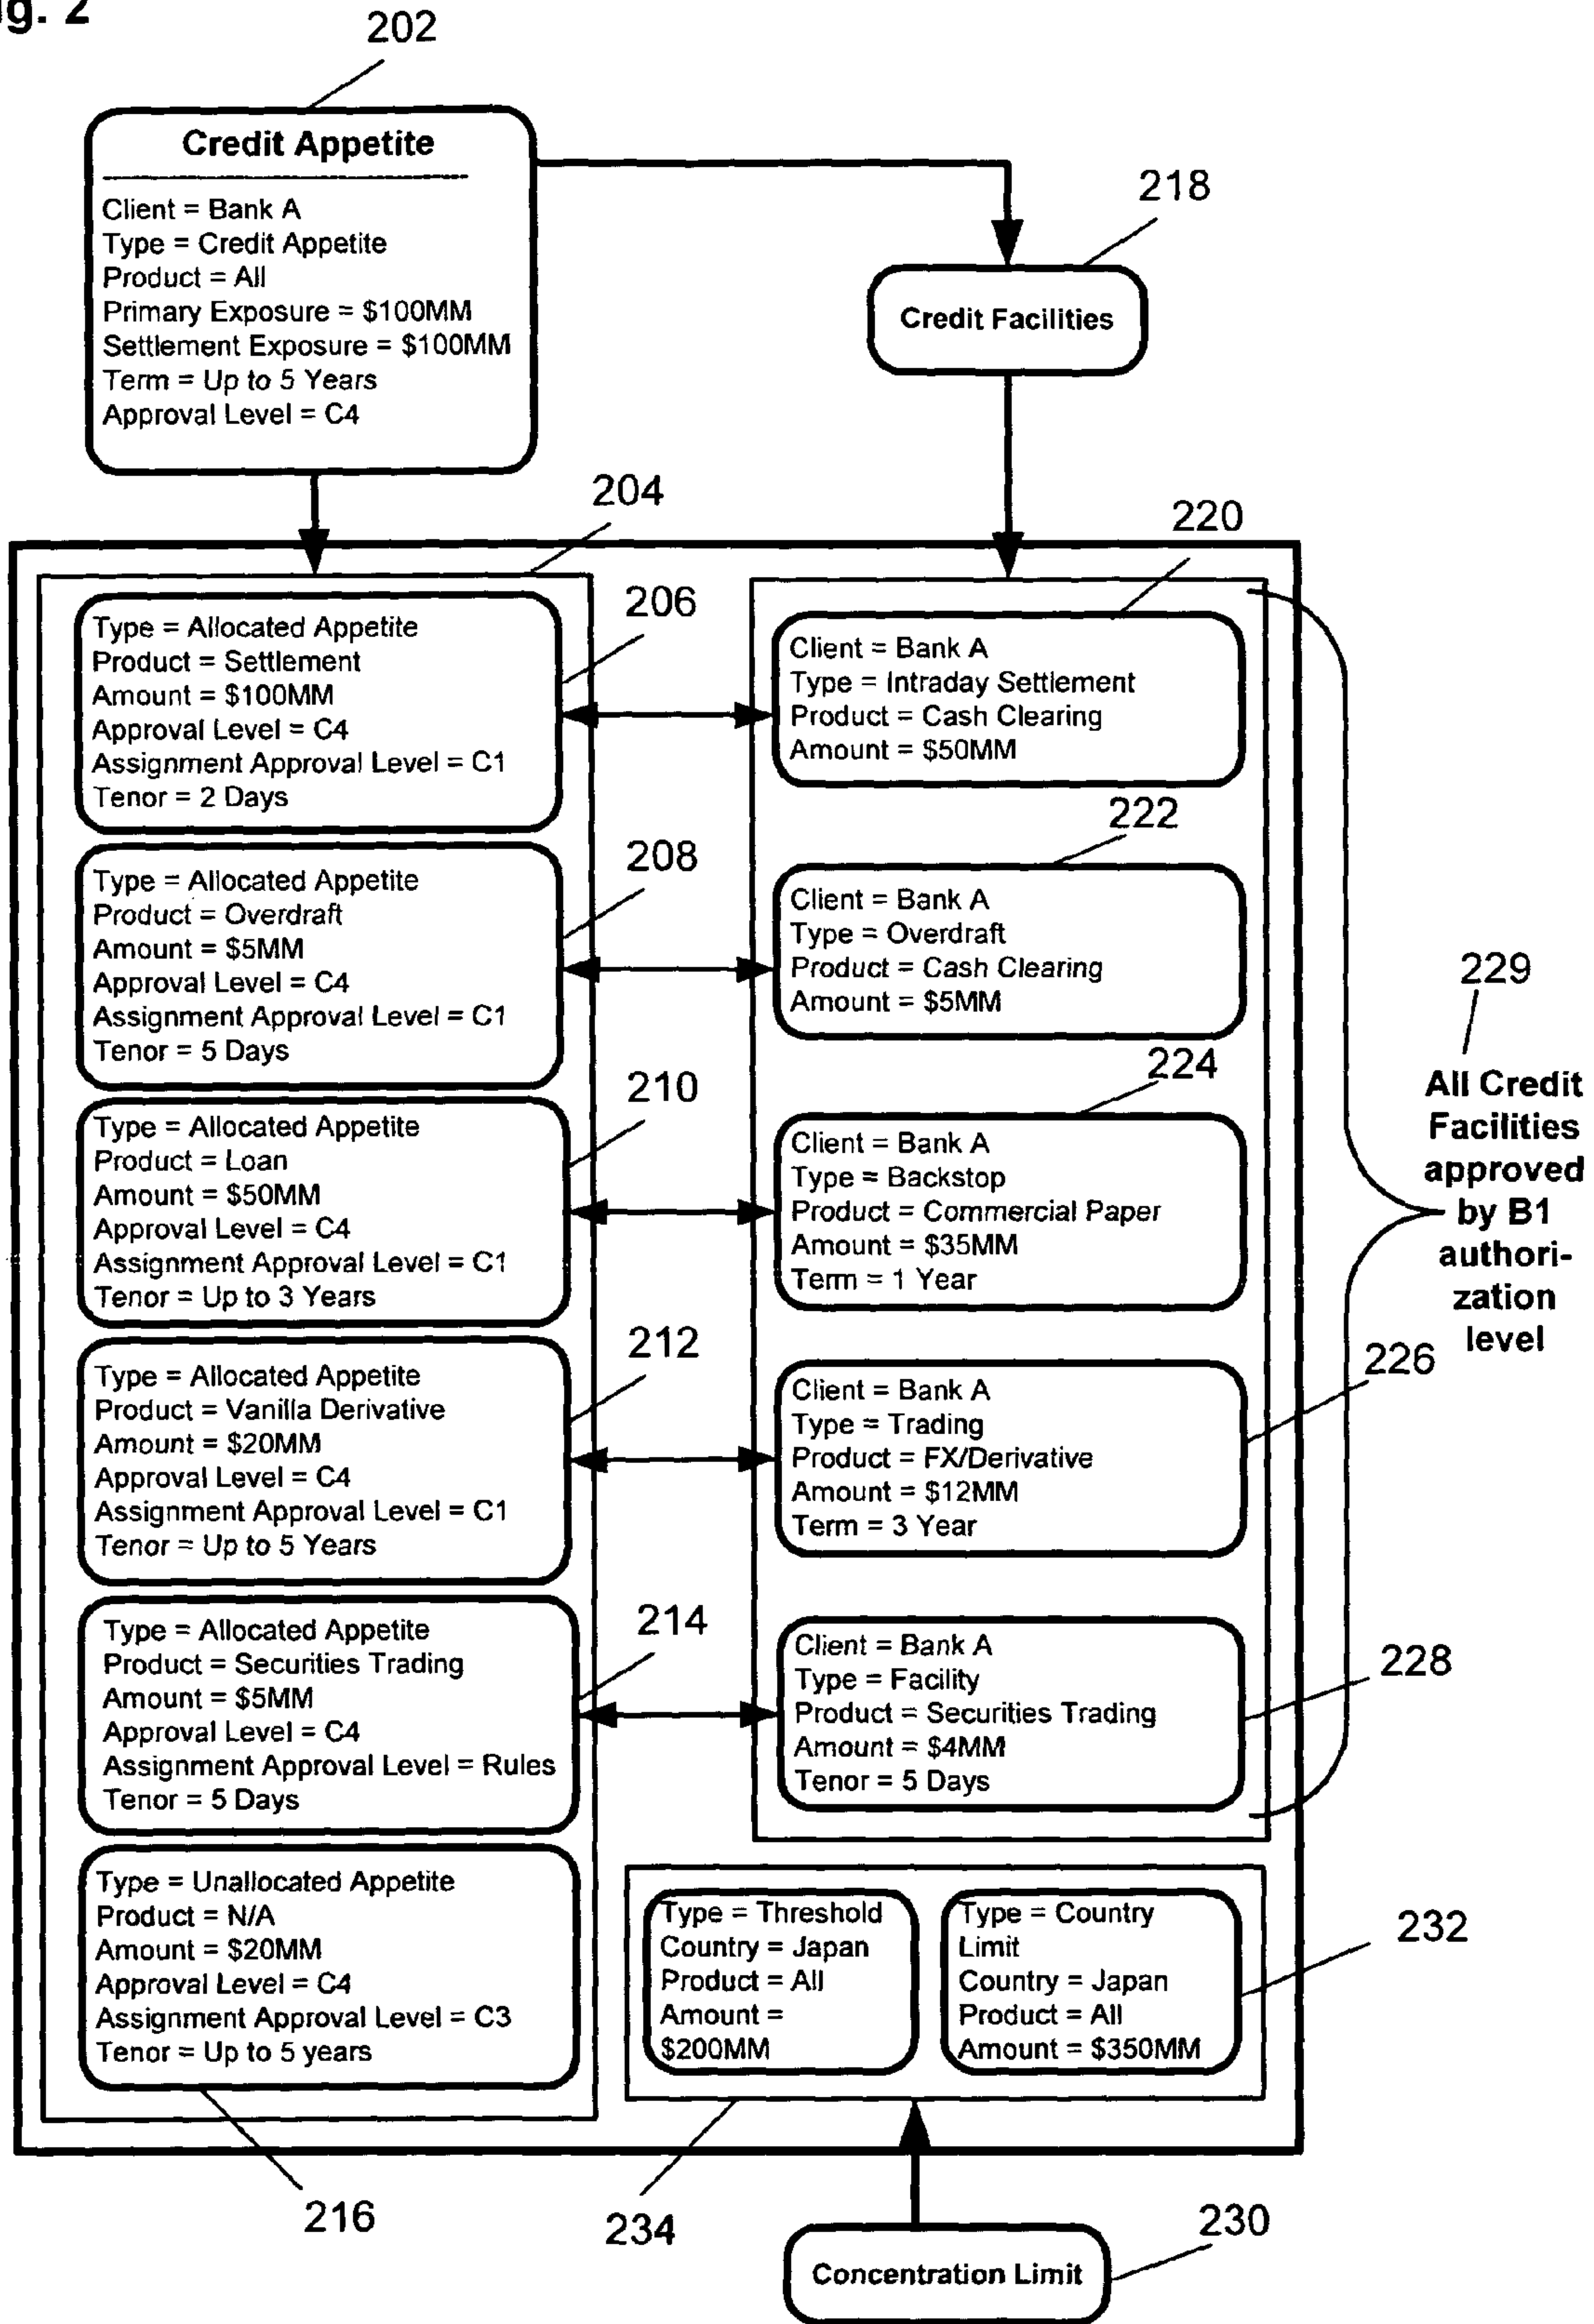 g. 2
202
Credit Appetite
Client = Bank A
Type = Credit Appetite
Product = All
Primary Exposure = $100MM
Settlement Exposure = $100MM
Term = Up to 5 Years
Approval Level = C4
218
Credit Facilities
204
206
Type = Allocated Appetite
Product = Settlement
Amount = $100MM
Approval Level = C4
Assignment Approval Level = C1
Tenor = 2 Days
220
Client = Bank A
Type = Intraday Settlement
Product = Cash Clearing
Amount = $50MM
208
Type = Allocated Appetite
Product = Overdraft
Amount = $5MM
Approval Level = C4
Assignment Approval Level = C1
Tenor = 5 Days
222
Client = Bank A
Type = Overdraft
Product = Cash Clearing
Amount = $5MM
210
Type = Allocated Appetite
Product = Loan
Amount = $50MM
Approval Level = C4
Assignment Approval Level = C1
Tenor = Up to 3 Years
224
Client = Bank A
Type = Backstop
Product = Commercial Paper
Amount = $35MM
Term = 1 Year
229
All Credit
Facilities
approved
by B1
authori-
zation
level
212
Type = Allocated Appetite
Product = Vanilla Derivative
Amount = $20MM
Approval Level = C4
Assignment Approval Level = C1
Tenor = Up to 5 Years
226
Client = Bank A
Type = Trading
Product = FX/Derivative
Amount = $12MM
Term = 3 Year
214
Type = Allocated Appetite
Product = Securities Trading
Amount = $5MM
Approval Level = C4
Assignment Approval Level = Rules
Tenor = 5 Days
228
Client = Bank A
Type = Facility
Product = Securities Trading
Amount = $4MM
Tenor = 5 Days
Type = Unallocated Appetite
Product = N/A
Amount = $20MM
Approval Level = C4
Assignment Approval Level = C3
Tenor = Up to 5 years
216
Type = Threshold
Country = Japan
Product = All
Amount =
$200MM
Type = Country
Limit
Country = Japan
Product = All
Amount = $350MM
232
234
230
Concentration Limit